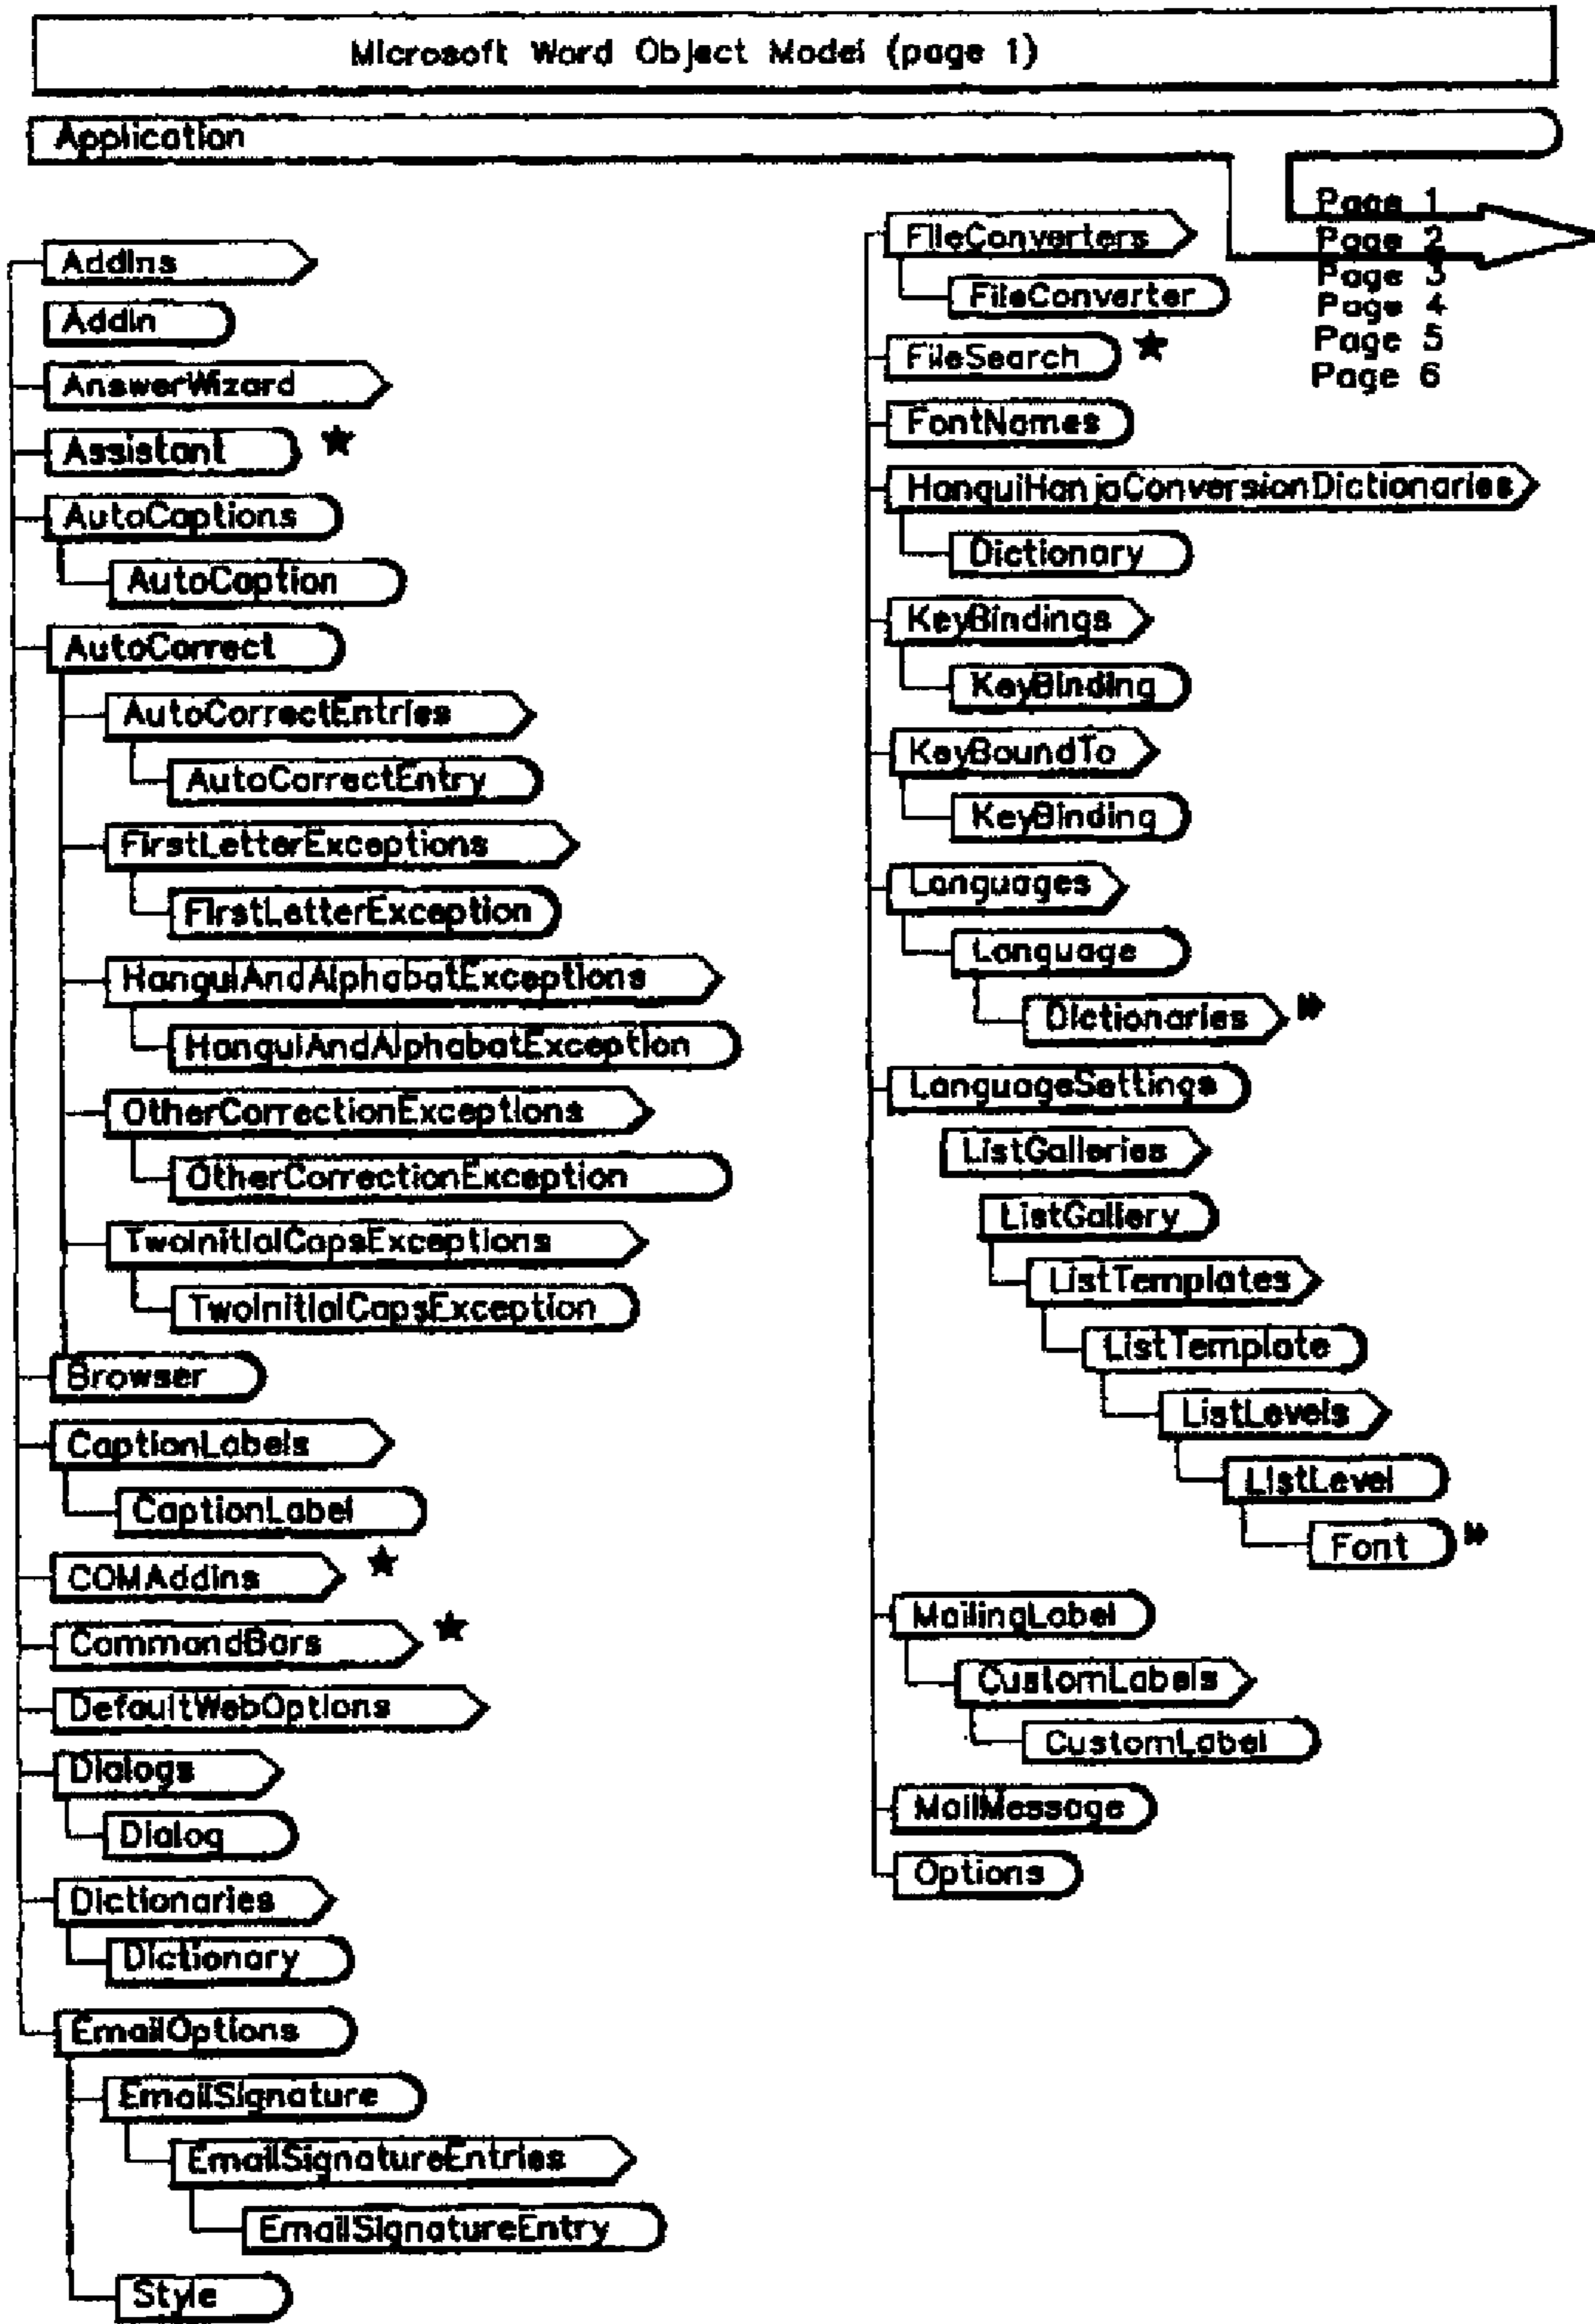 Microsoft Word Object Model (page 1)
Application
AddIns
AddIn
AnswerWizard
Assistant
AutoCaptions
AutoCaption
AutoCorrect
AutoCorrectEntries
AutoCorrectEntry
FirstLetterExceptions
FirstLetterException
HangulAndAlphabatExceptions
HangulAndAlphabatException
OtherCorrectionExceptions
OtherCorrectionException
TwoInitialCapsExceptions
TwoInitialCapsException
Browser
CaptionLabels
CaptionLabel
COMAddins
CommandBars
DefaultWebOptions
Dialogs
Dialog
Dictionaries
Dictionary
EmailOptions
EmailSignature
EmailSignatureEntries
EmailSignatureEntry
Style
FileConverters
FileConverter
FileSearch
FontNames
HanguiHanjaConversionDictionaries
Dictionary
KeyBindings
KeyBinding
KeyBoundTo
KeyBinding
Languages
Language
Dictionaries
LanguageSettings
ListGalleries
ListGallery
ListTemplates
ListTemplate
ListLevels
ListLevel
Font
MailingLabel
CustomLabels
CustomLabel
MailMessage
Options
Page 1
Page 2
Page 3
Page 4
Page 5
Page 6